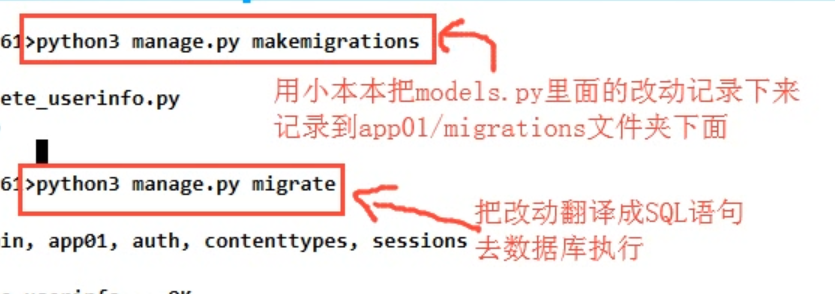 61>python3 manage.py makemigrations
用小本本把models.py里面的改动记录下来
ete_userinfo.py
记录到app01/migrations文件夹下面
61>python3 manage.py migrate
把改动翻译成SQL语句
in, app01, auth, contenttypes, sessions
去数据库执行